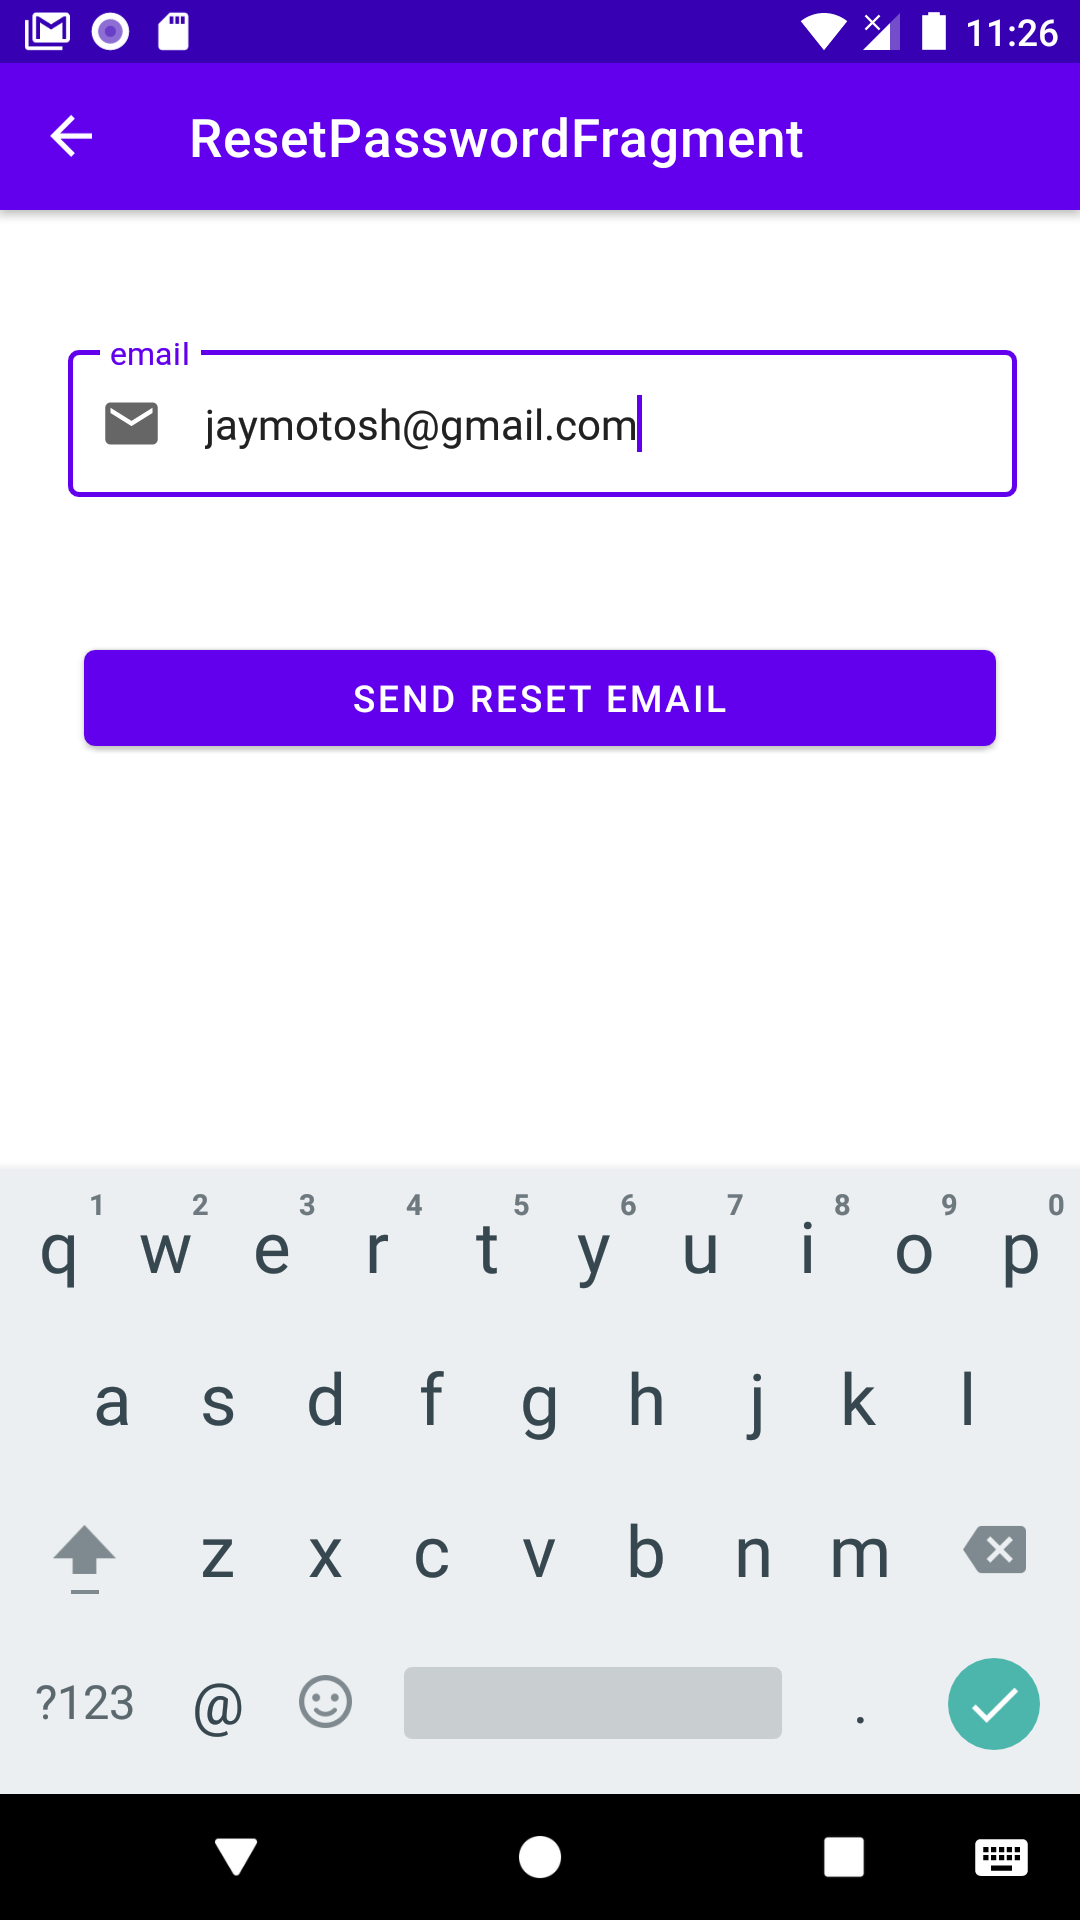 11:26
ResetPasswordFragment
email
jaymotosh@gmail.com
SEND RESET EMAIL
1 2 3 4 5 6 7 8 9 0
q w e r t y u i o p
a s d f g h j k l
z x c v b n m
?123 @ .